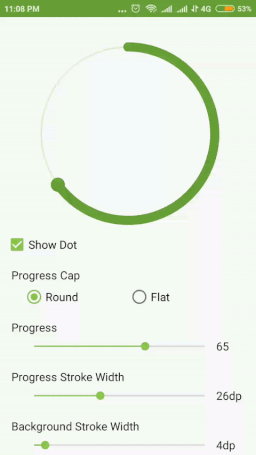 11:08 PM ... 4G 53%
Show Dot
Progress Cap
Round Flat
Progress
65
Progress Stroke Width
26dp
Background Stroke Width
4dp